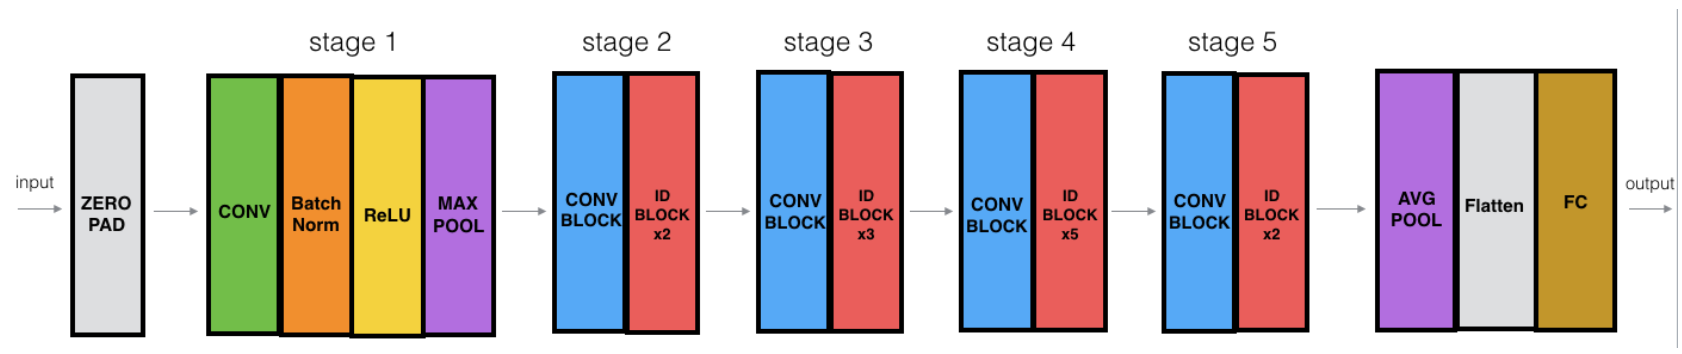 stage 1
stage 2
stage 3
stage 4
stage 5
input
ZERO
PAD
CONV
Batch
Norm
ReLU
MAX
POOL
CONV
BLOCK
ID
BLOCK
x2
CONV
BLOCK
ID
BLOCK
x3
CONV
BLOCK
ID
BLOCK
x5
CONV
BLOCK
ID
BLOCK
x2
AVG
POOL
Flatten
FC
output